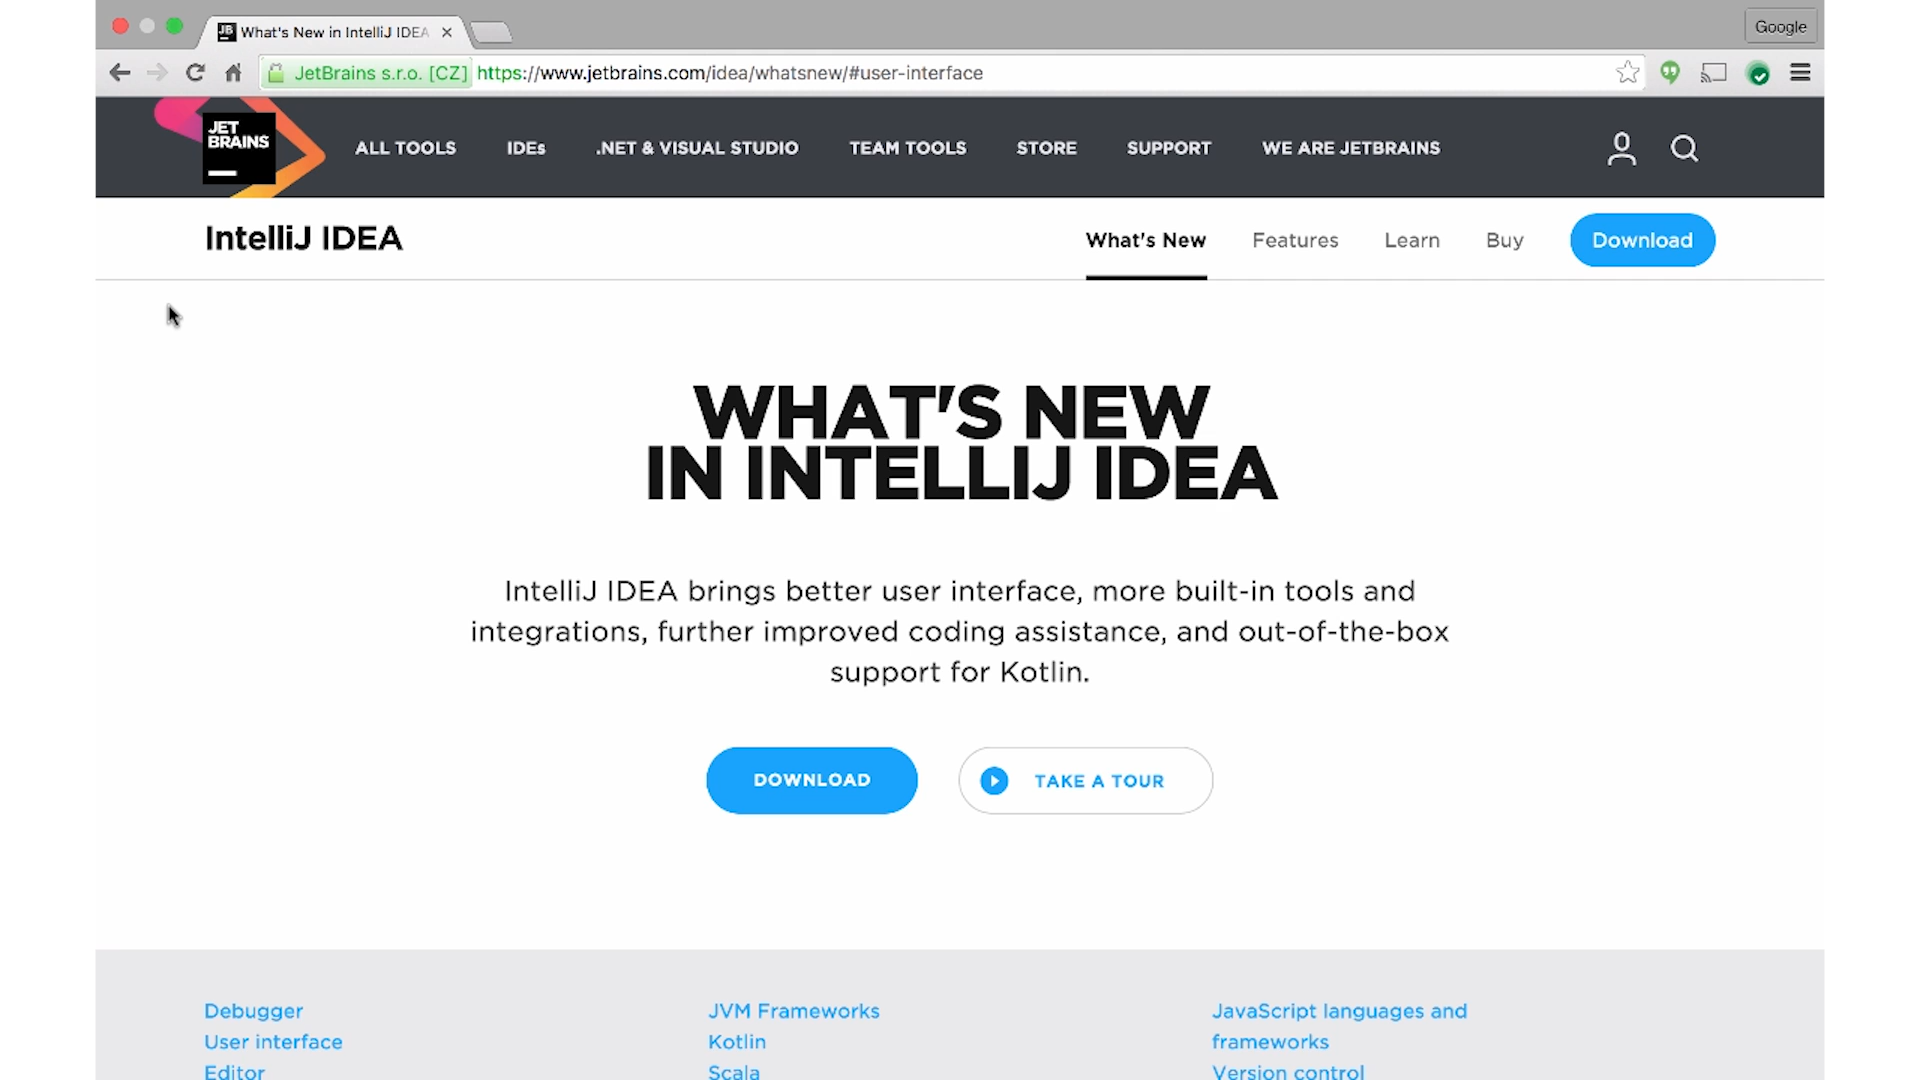 What's New in IntelliJ IDEA
Google
JetBrains s.r.o. [CZ] https://www.jetbrains.com/idea/whatsnew/#user-interface
JET
BRAINS
ALL TOOLS IDEs .NET & VISUAL STUDIO TEAM TOOLS STORE SUPPORT WE ARE JETBRAINS
IntelliJ IDEA
What's New Features Learn Buy Download
WHAT'S NEW
IN INTELLIJ IDEA
IntelliJ IDEA brings better user interface, more built-in tools and
integrations, further improved coding assistance, and out-of-the-box
support for Kotlin.
DOWNLOAD TAKE A TOUR
Debugger
User interface
Editor
JVM Frameworks
Kotlin
Scala
JavaScript languages and
frameworks
Version control